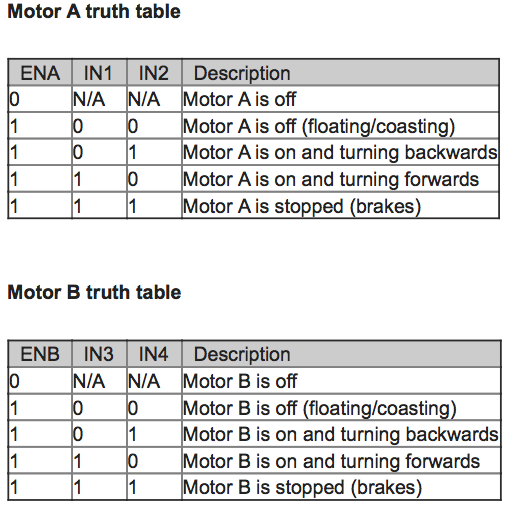 Motor A truth table
ENA IN1 IN2 Description
0 N/A N/A Motor A is off
1 0 0 Motor A is off (floating/coasting)
1 0 1 Motor A is on and turning backwards
1 1 0 Motor A is on and turning forwards
1 1 1 Motor A is stopped (brakes)
Motor B truth table
ENB IN3 IN4 Description
0 N/A N/A Motor B is off
1 0 0 Motor B is off (floating/coasting)
1 0 1 Motor B is on and turning backwards
1 1 0 Motor B is on and turning forwards
1 1 1 Motor B is stopped (brakes)